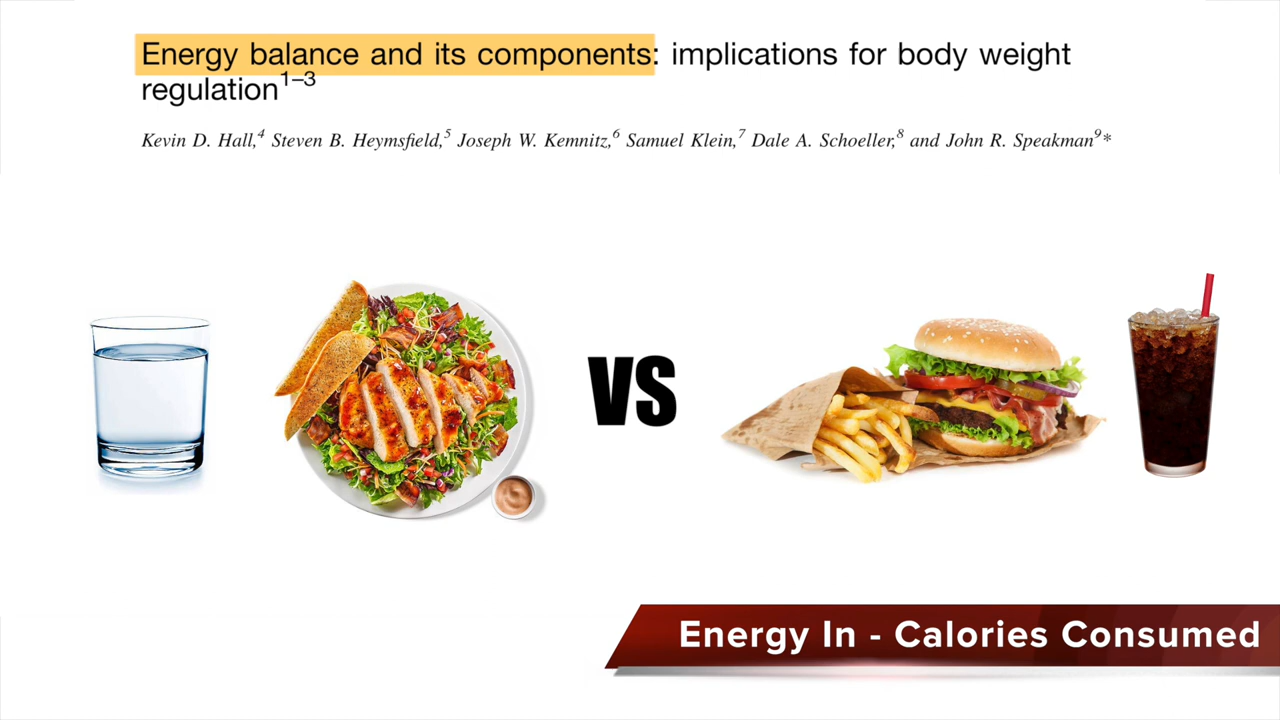 Energy balance and its components: implications for body weight
regulation1–3
Kevin D. Hall,4 Steven B. Heymsfield,5 Joseph W. Kemnitz,6 Samuel Klein,7 Dale A. Schoeller,8 and John R. Speakman9*
VS
Energy In - Calories Consumed